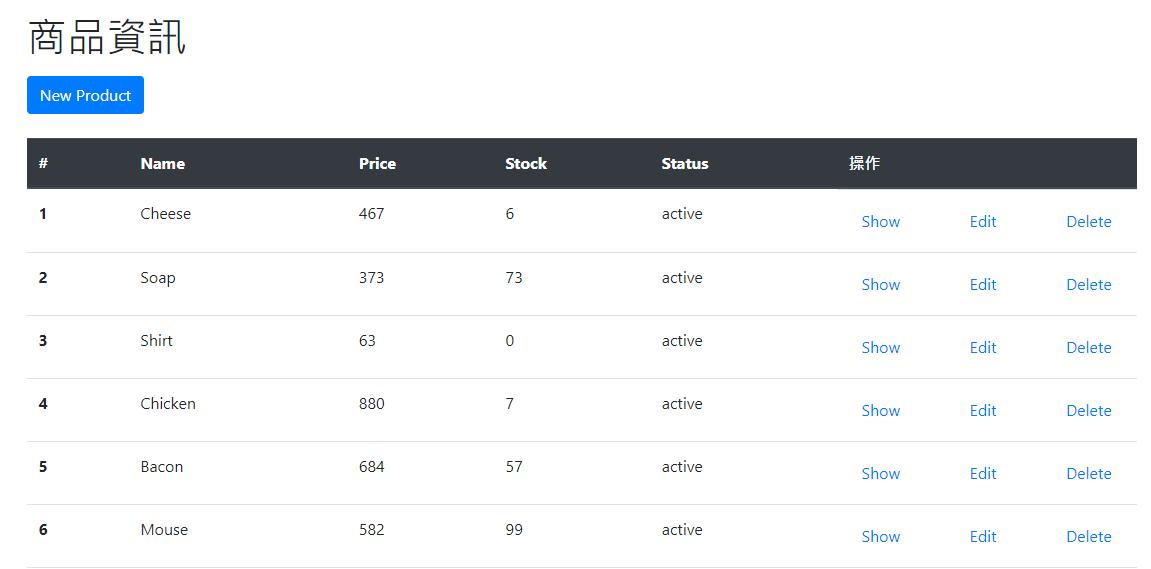 商品資訊
New Product
# Name Price Stock Status 操作
1 Cheese 467 6 active Show Edit Delete
2 Soap 373 73 active Show Edit Delete
3 Shirt 63 0 active Show Edit Delete
4 Chicken 880 7 active Show Edit Delete
5 Bacon 684 57 active Show Edit Delete
6 Mouse 582 99 active Show Edit Delete